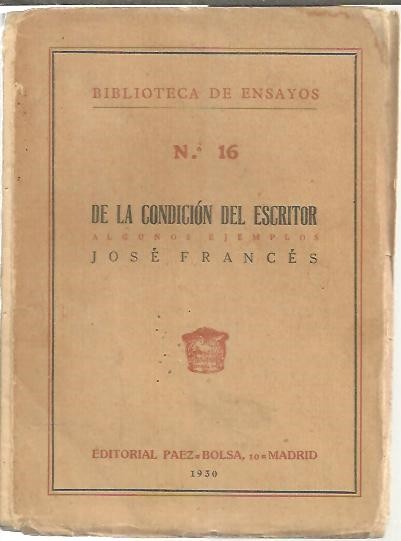 BIBLIOTECA DE ENSAYOS
N.º 16
DE LA CONDICIÓN DEL ESCRITOR
ALGUNOS EJEMPLOS
JOSÉ FRANCÉS
EDITORIAL PAEZ=BOLSA, 10=MADRID
1930